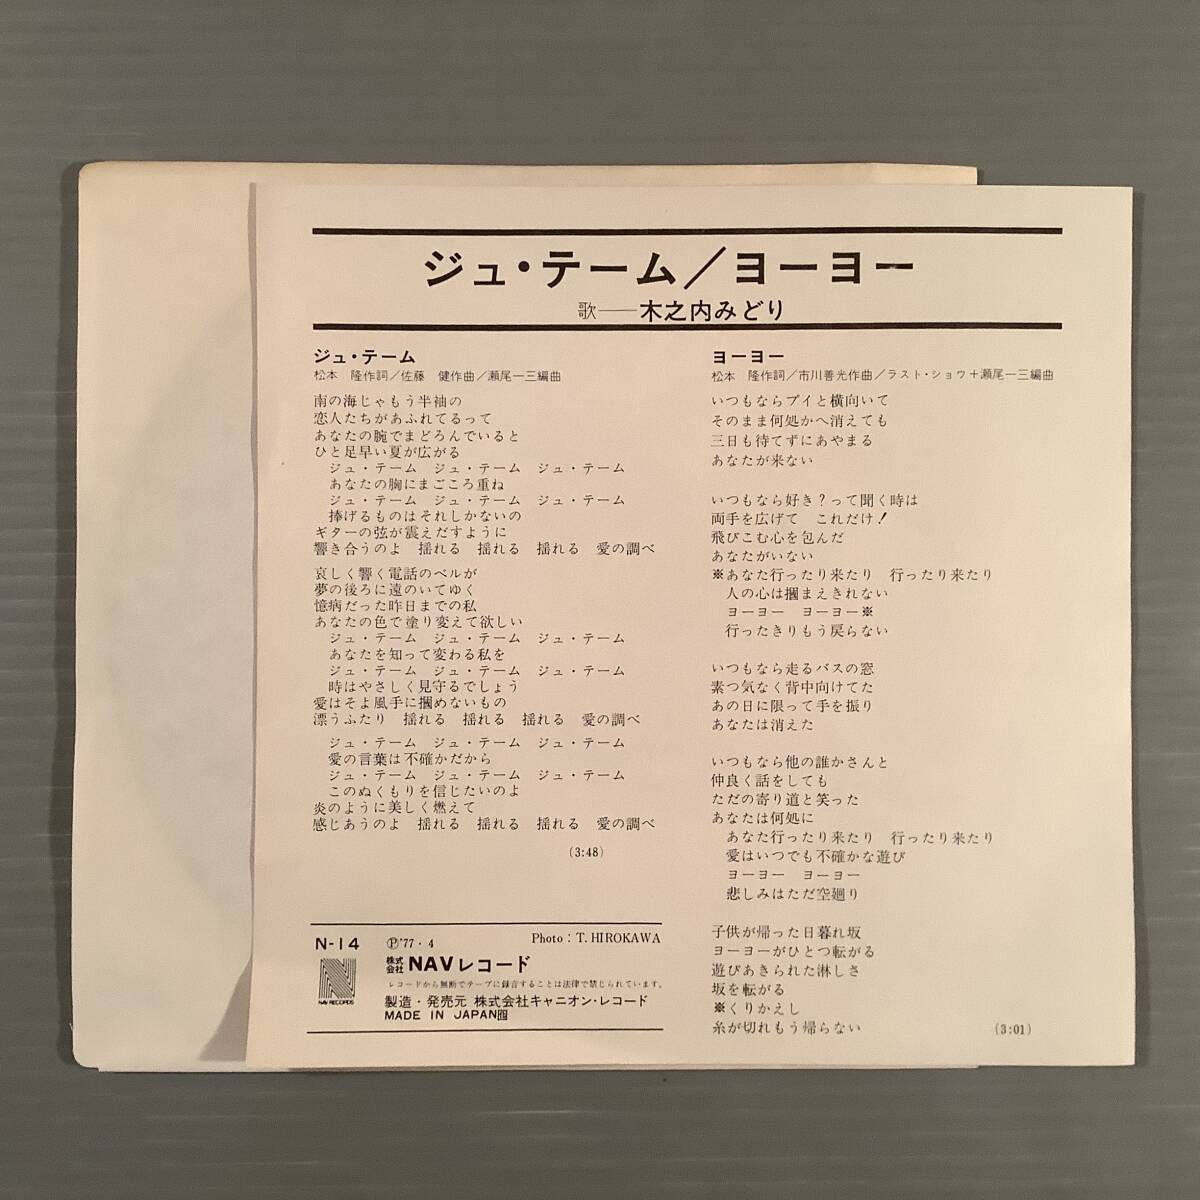 ジュ・テーム／ヨーヨー
歌──木之内みどり
ジュ・テーム
松本 隆作詞／佐藤 健作曲／瀬尾一三編曲
南の海じゃもう半袖の
恋人たちがあふれてるって
あなたの腕でまどろんでいると
ひと足早い夏が広がる
ジュ・テーム ジュ・テーム ジュ・テーム
あなたの胸にまごころ重ね
ジュ・テーム ジュ・テーム ジュ・テーム
捧げるものはそれしかないの
ギターの弦が震えだすように
響き合うのよ 揺れる 揺れる 揺れる 愛の調べ
哀しく響く電話のベルが
夢の後ろに遠のいてゆく
憶病だった昨日までの私
あなたの色で塗り変えて欲しい
ジュ・テーム ジュ・テーム ジュ・テーム
あなたを知って変わる私を
ジュ・テーム ジュ・テーム ジュ・テーム
時はやさしく見守るでしょう
愛はそよ風手に摑めないもの
漂うふたり 揺れる 揺れる 揺れる 愛の調べ
ジュ・テーム ジュ・テーム ジュ・テーム
愛の言葉は不確かだから
ジュ・テーム ジュ・テーム ジュ・テーム
このぬくもりを信じたいのよ
炎のように美しく燃えて
感じあうのよ 揺れる 揺れる 揺れる 愛の調べ
(3:48)
ヨーヨー
松本 隆作詞／市川善光作曲／ラスト・ショウ＋瀬尾一三編曲
いつもならプイと横向いて
そのまま何処かへ消えても
三日も待てずにあやまる
あなたが来ない
いつもなら好き？って聞く時は
両手を広げて これだけ！
飛びこむ心を包んだ
あなたがいない
※あなた行ったり来たり 行ったり来たり
人の心は摑まえきれない
ヨーヨー ヨーヨー※
行ったきりもう戻らない
いつもなら走るバスの窓
素っ気なく背中向けてた
あの日に限って手を振り
あなたは消えた
いつもなら他の誰かさんと
仲良く話をしても
ただの寄り道と笑った
あなたは何処に
あなた行ったり来たり 行ったり来たり
愛はいつでも不確かな遊び
ヨーヨー ヨーヨー
悲しみはただ空廻り
子供が帰った日暮れ坂
ヨーヨーがひとつ転がる
遊びあきられた淋しさ
坂を転がる
※くりかえし
糸が切れもう帰らない
(3:01)
N-14 Ⓟ'77・4 Photo：T. HIROKAWA
株式会社 NAVレコード
NAV RECORDS
レコードから無断でテープに録音することは法律で禁じられています。
製造・発売元 株式会社キャニオン・レコード
MADE IN JAPAN